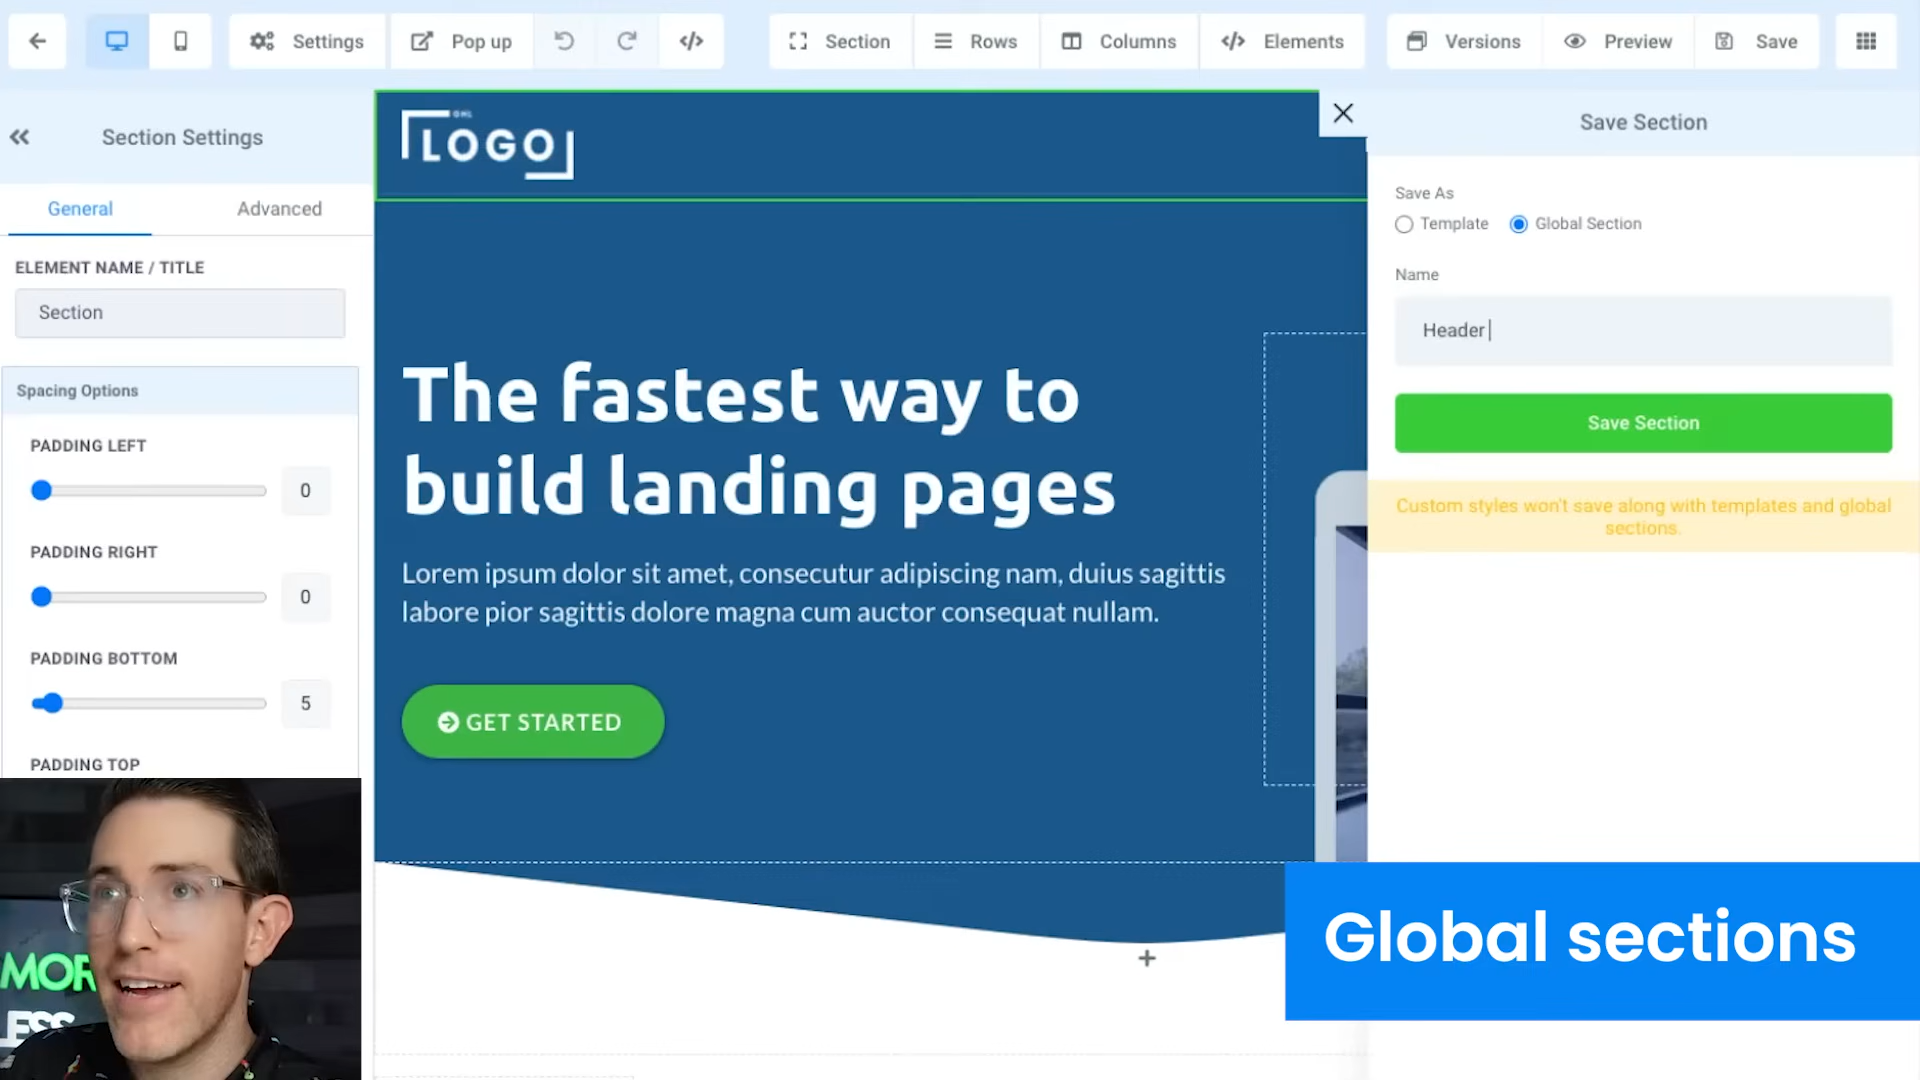 Settings
Pop up
Section
Rows
Columns
Elements
Versions
Preview
Save
Section Settings
General
Advanced
ELEMENT NAME / TITLE
Section
Spacing Options
PADDING LEFT
0
PADDING RIGHT
0
PADDING BOTTOM
5
PADDING TOP
GHL
LOGO
The fastest way to
build landing pages
Lorem ipsum dolor sit amet, consecutur adipiscing nam, duius sagittis
labore pior sagittis dolore magna cum auctor consequat nullam.
GET STARTED
Save Section
Save As
Template
Global Section
Name
Header
Save Section
Custom styles won't save along with templates and global
sections.
Global sections
MOR
LESS